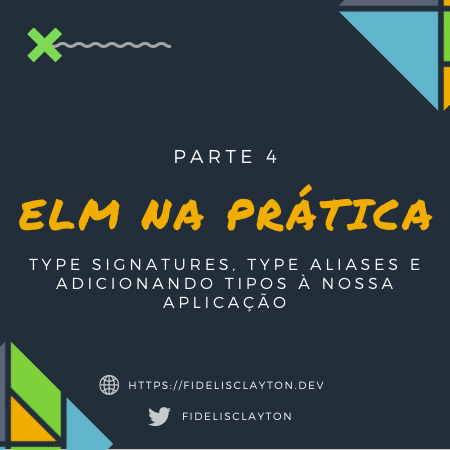 PARTE 4
ELM NA PRÁTICA
TYPE SIGNATURES, TYPE ALIASES E
ADICIONANDO TIPOS À NOSSA
APLICAÇÃO
HTTPS://FIDELISCLAYTON.DEV
FIDELISCLAYTON